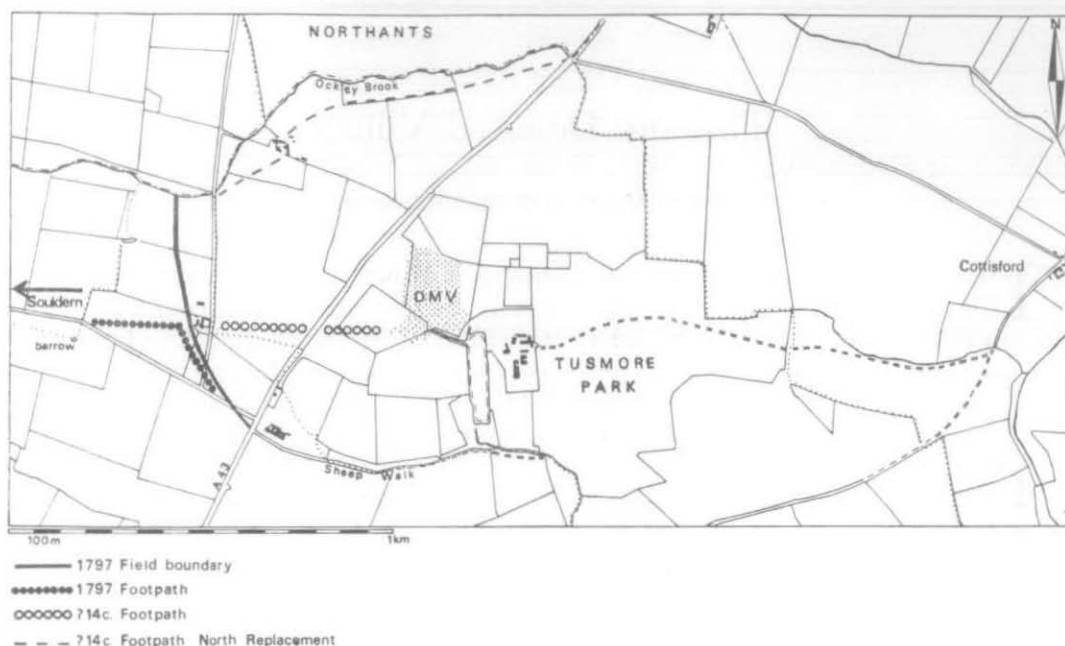 NORTHANTS
N
Ockley Brook
Cottisford
DMV
Souldern
barrow
TUSMORE
PARK
Sheep Walk
A 43
100m 1km
1797 Field boundary
1797 Footpath
?14c. Footpath
?14c. Footpath North Replacement